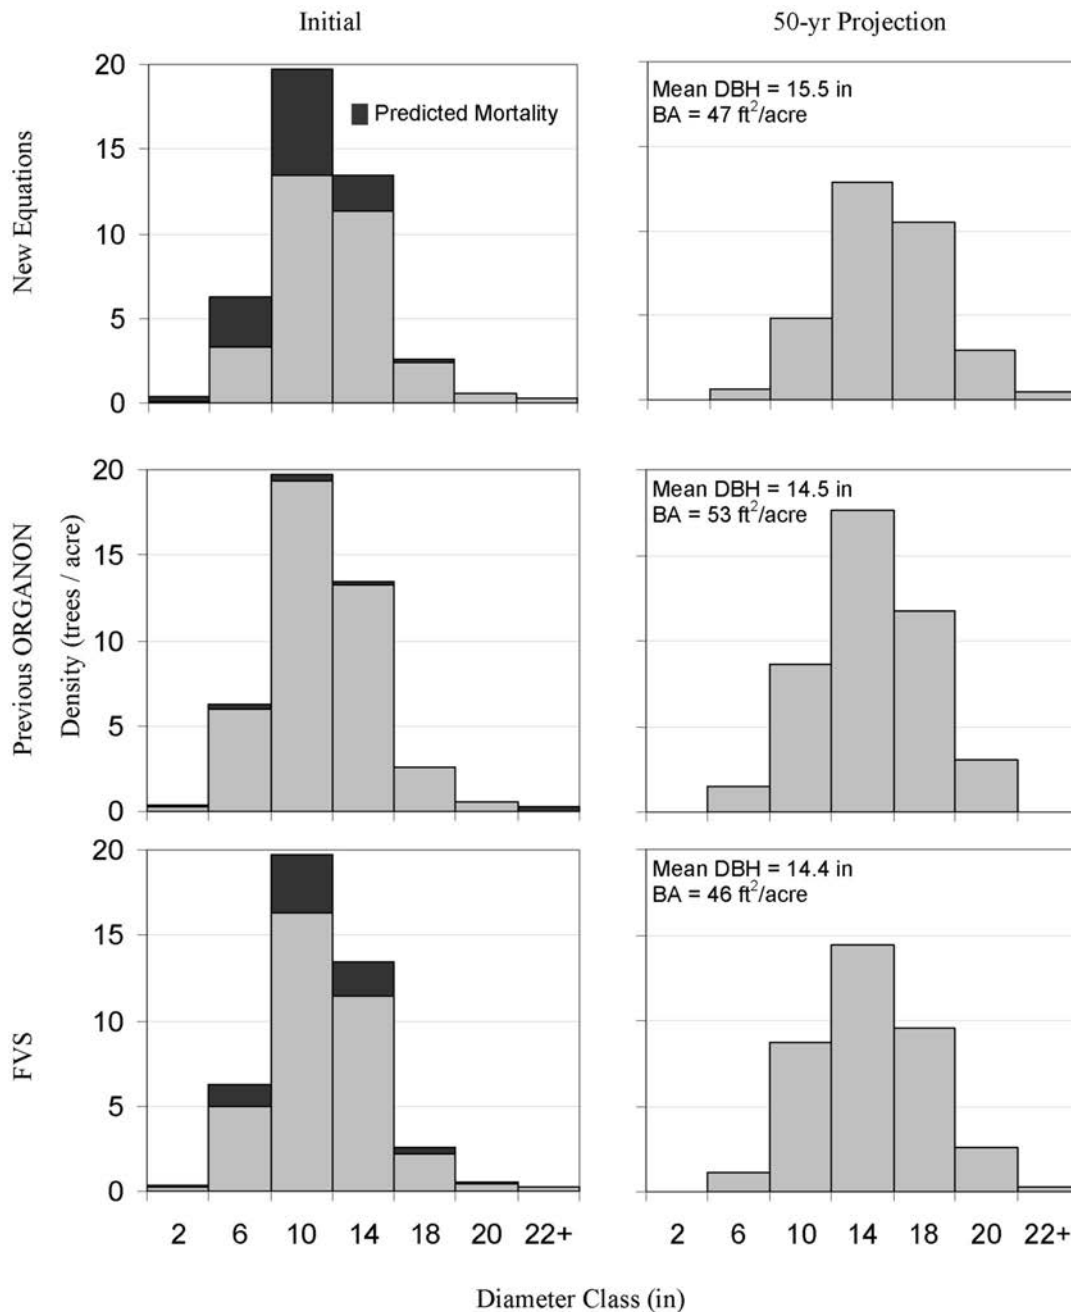 Initial
50-yr Projection
New Equations
20
15
10
5
0
Predicted Mortality
Mean DBH = 15.5 in
BA = 47 ft²/acre
Previous ORGANON
Density (trees / acre)
20
15
10
5
0
Mean DBH = 14.5 in
BA = 53 ft²/acre
FVS
20
15
10
5
0
Mean DBH = 14.4 in
BA = 46 ft²/acre
2 6 10 14 18 20 22+
2 6 10 14 18 20 22+
Diameter Class (in)